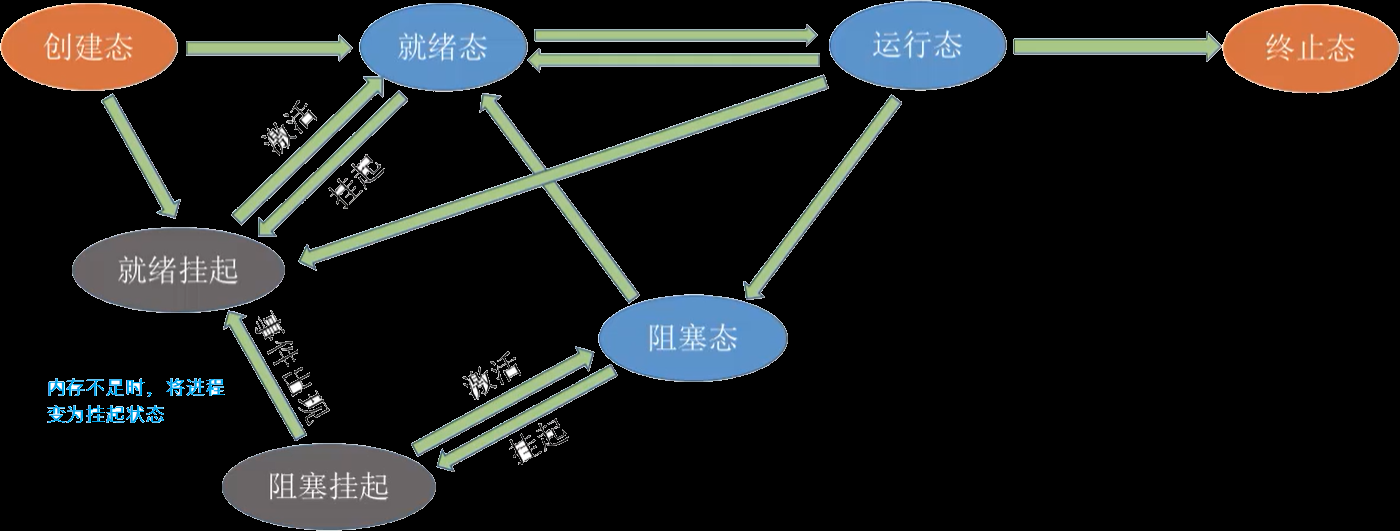 创建态
就绪态
运行态
终止态
激活
挂起
就绪挂起
事件出现
阻塞态
激活
挂起
内存不足时，将进程
变为挂起状态
阻塞挂起